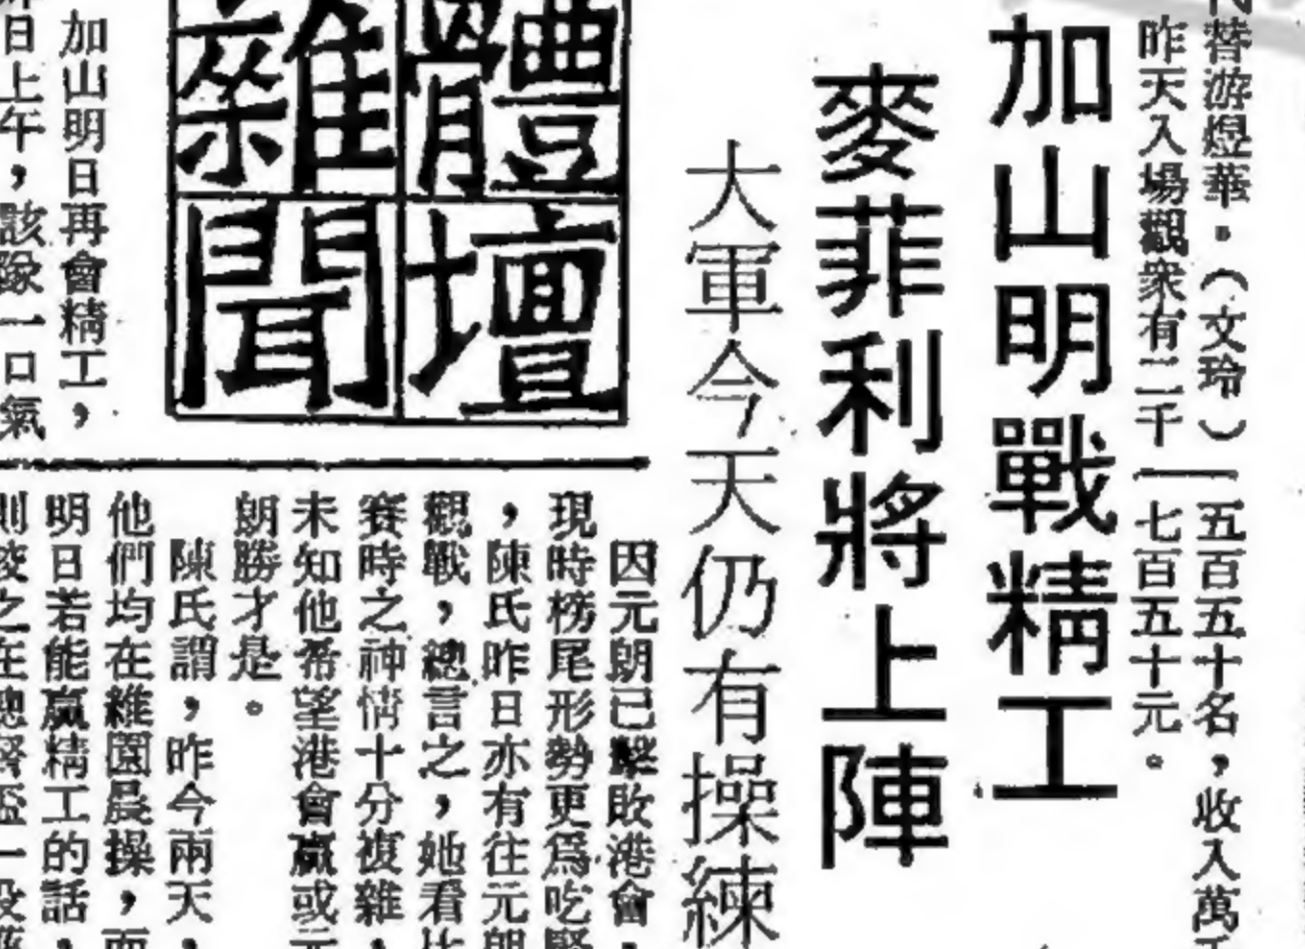 替游煜華。（文玲）
昨天入場觀衆有二千
五百五十名，收入萬
七百五十元。
加山明戰精工
麥菲利將上陣
大軍今天仍有操練
體壇
雜聞
加山明日再會精工，
昨日上午，該隊一口氣
因元朗已擊敗港會，
現時榜尾形勢更爲吃緊
，陳氏昨日亦有往元朗
觀戰，總言之，她看比
賽時之神情十分複雜，
未知他希望港會贏或元
朗勝才是。
陳氏謂，昨今兩天，
他們均在維園晨操，而
明日若能贏精工的話，